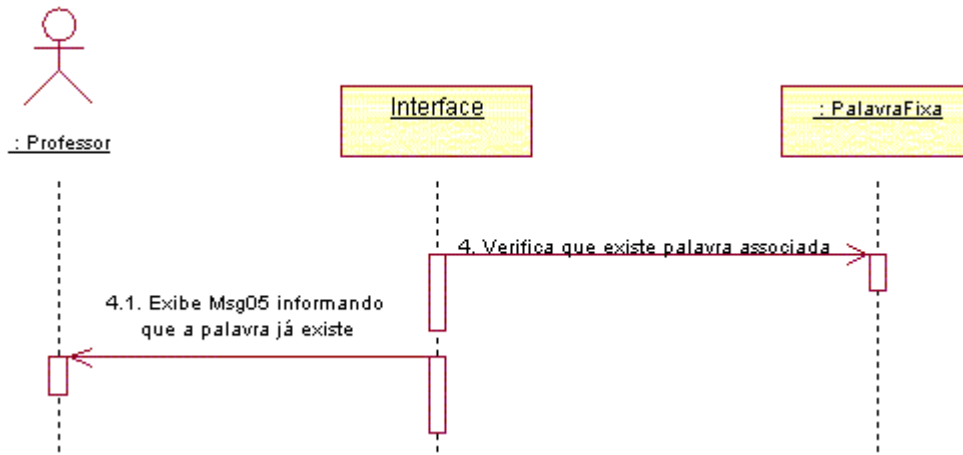 : Professor
Interface
: PalavraFixa
4. Verifica que existe palavra associada
4.1. Exibe Msg05 informando
que a palavra já existe